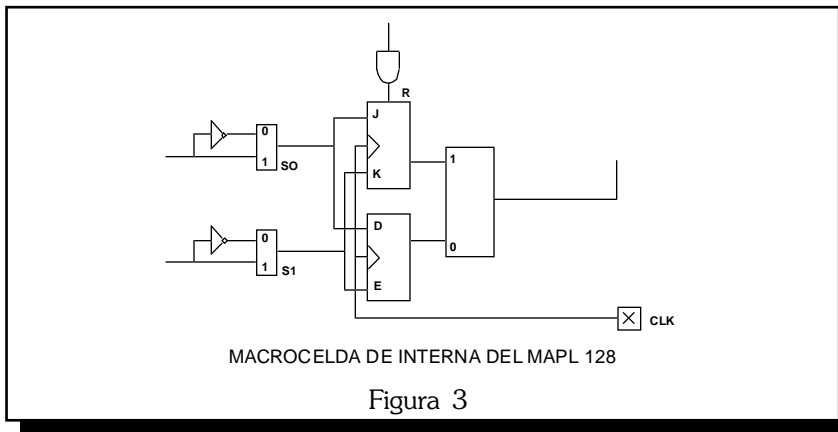 R
J
0
1
SO
K
1
D
0
0
1
S1
E
CLK
MACROCELDA DE INTERNA DEL MAPL 128
Figura 3